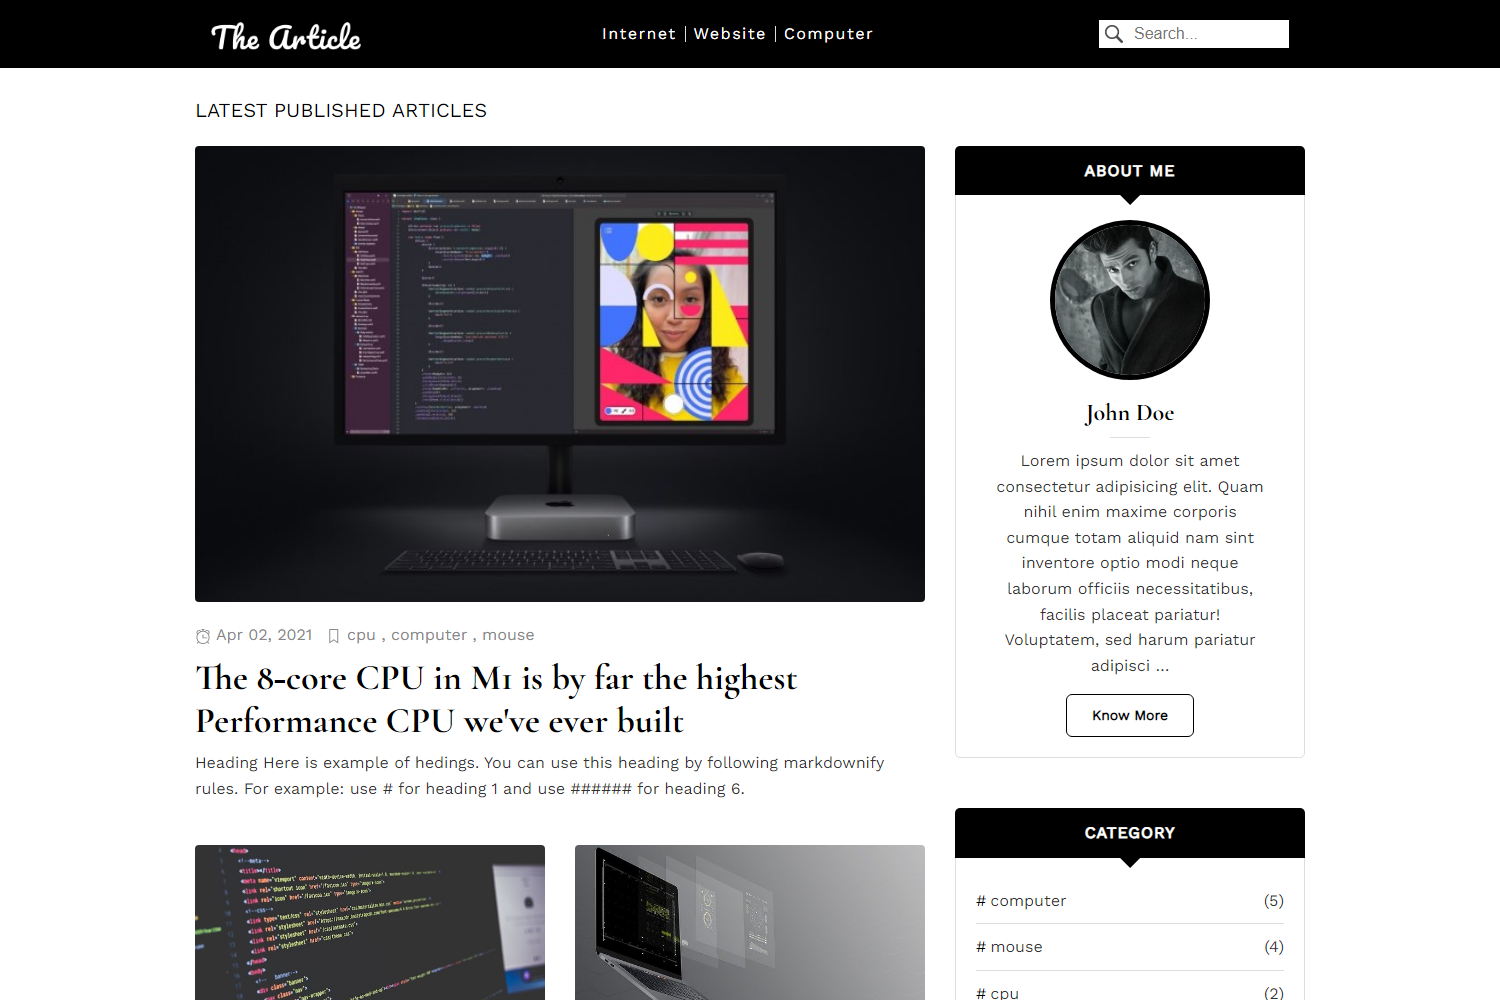 The Article
Internet | Website | Computer
Search...
LATEST PUBLISHED ARTICLES
Apr 02, 2021 cpu , computer , mouse
The 8-core CPU in M1 is by far the highest
Performance CPU we've ever built
Heading Here is example of hedings. You can use this heading by following markdownify
rules. For example: use # for heading 1 and use ###### for heading 6.
ABOUT ME
John Doe
Lorem ipsum dolor sit amet
consectetur adipisicing elit. Quam
nihil enim maxime corporis
cumque totam aliquid nam sint
inventore optio modi neque
laborum officiis necessitatibus,
facilis placeat pariatur!
Voluptatem, sed harum pariatur
adipisci ...
Know More
CATEGORY
# computer (5)
# mouse (4)
# cpu (2)